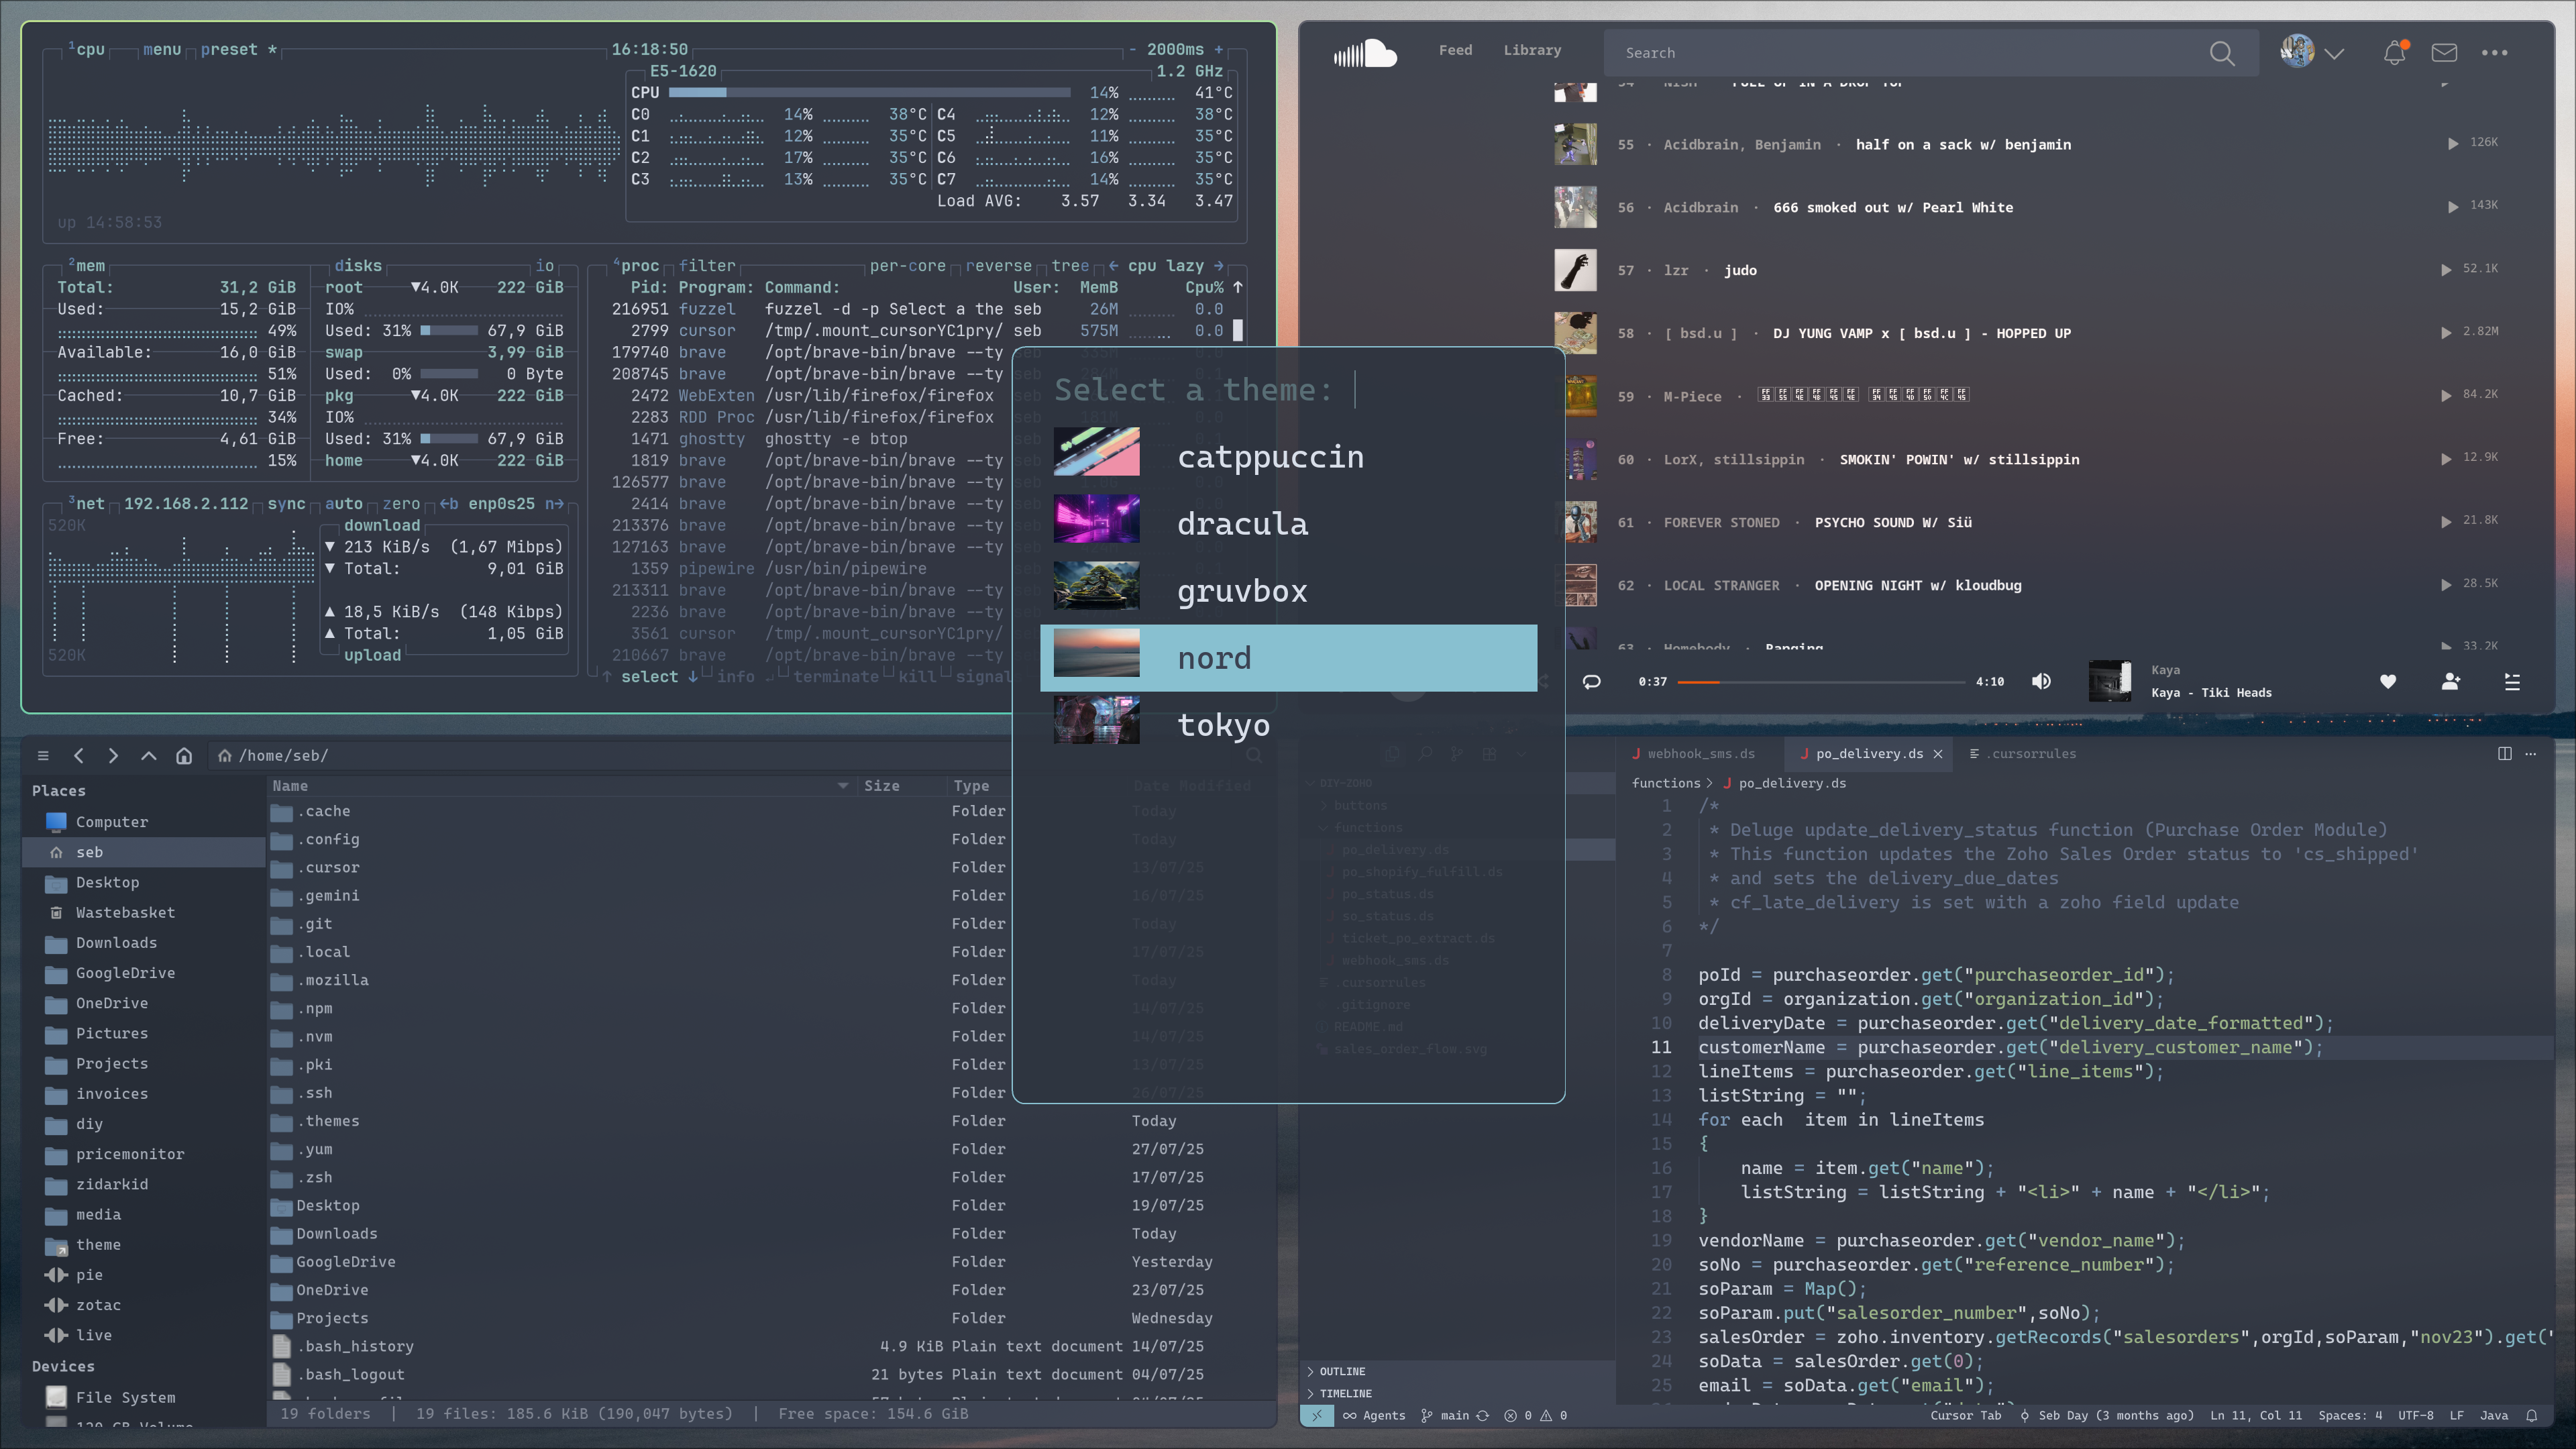 ¹cpu menu preset * 16:18:50 - 2000ms +
E5-1620 1.2 GHz
CPU 14% 41°C
C0 14% 38°C C4 12% 38°C
C1 12% 35°C C5 11% 35°C
C2 17% 35°C C6 16% 35°C
C3 13% 35°C C7 14% 35°C
Load AVG: 3.57 3.34 3.47
up 14:58:53
²mem
Total: 31,2 GiB
Used: 15,2 GiB
49%
Available: 16,0 GiB
51%
Cached: 10,7 GiB
34%
Free: 4,61 GiB
15%
disks io
root ▼4.0K 222 GiB
IO%
Used: 31% 67,9 GiB
swap 3,99 GiB
Used: 0% 0 Byte
pkg ▼4.0K 222 GiB
IO%
Used: 31% 67,9 GiB
home ▼4.0K 222 GiB
³net 192.168.2.112 sync auto zero ←b enp0s25 n→
520K
download
▼ 213 KiB/s (1,67 Mibps)
▼ Total: 9,01 GiB
▲ 18,5 KiB/s (148 Kibps)
▲ Total: 1,05 GiB
520K
upload
⁴proc filter per-core reverse tree ← cpu lazy →
Pid: Program: Command: User: MemB Cpu% ↑
216951 fuzzel fuzzel -d -p Select a the seb 26M 0.0
2799 cursor /tmp/.mount_cursorYC1pry/ seb 575M 0.0
179740 brave /opt/brave-bin/brave --ty seb
208745 brave /opt/brave-bin/brave --ty seb
2472 WebExten /usr/lib/firefox/firefox
2283 RDD Proc /usr/lib/firefox/firefox
1471 ghostty ghostty -e btop
1819 brave /opt/brave-bin/brave --ty
126577 brave /opt/brave-bin/brave --ty
2414 brave /opt/brave-bin/brave --ty
213376 brave /opt/brave-bin/brave --ty
127163 brave /opt/brave-bin/brave --ty
1359 pipewire /usr/bin/pipewire
213311 brave /opt/brave-bin/brave --ty
2236 brave /opt/brave-bin/brave --ty
3561 cursor /tmp/.mount_cursorYC1pry/
210667 brave /opt/brave-bin/brave --ty
↑ select ↓ info terminate kill signal
Feed Library Search
55 · Acidbrain, Benjamin · half on a sack w/ benjamin 126K
56 · Acidbrain · 666 smoked out w/ Pearl White 143K
57 · lzr · judo 52.1K
58 · [ bsd.u ] · DJ YUNG VAMP x [ bsd.u ] - HOPPED UP 2.82M
59 · M-Piece · 84.2K
60 · LorX, stillsippin · SMOKIN' POWIN' w/ stillsippin 12.9K
61 · FOREVER STONED · PSYCHO SOUND W/ Siü 21.8K
62 · LOCAL STRANGER · OPENING NIGHT w/ kloudbug 28.5K
63 · Homebody · Ranging 33.2K
0:37 4:10
Kaya
Kaya - Tiki Heads
Select a theme:
catppuccin
dracula
gruvbox
nord
tokyo
/home/seb/
Places
Computer
seb
Desktop
Wastebasket
Downloads
GoogleDrive
OneDrive
Pictures
Projects
invoices
diy
pricemonitor
zidarkid
media
theme
pie
zotac
live
Devices
File System
120 GB Volume
Name Size Type Date Modified
.cache Folder Today
.config Folder Today
.cursor Folder 13/07/25
.gemini Folder 16/07/25
.git Folder Today
.local Folder 17/07/25
.mozilla Folder Today
.npm Folder 14/07/25
.nvm Folder 14/07/25
.pki Folder 13/07/25
.ssh Folder 26/07/25
.themes Folder Today
.yum Folder 27/07/25
.zsh Folder 17/07/25
Desktop Folder 19/07/25
Downloads Folder Today
GoogleDrive Folder Yesterday
OneDrive Folder 23/07/25
Projects Folder Wednesday
.bash_history 4.9 KiB Plain text document 14/07/25
.bash_logout 21 bytes Plain text document 04/07/25
19 folders | 19 files: 185.6 KiB (190,047 bytes) | Free space: 154.6 GiB
DIY-ZOHO
buttons
functions
po_delivery.ds
po_shopify_fulfill.ds
po_status.ds
so_status.ds
ticket_po_extract.ds
webhook_sms.ds
.cursorrules
.gitignore
README.md
sales_order_flow.svg
OUTLINE
TIMELINE
webhook_sms.ds po_delivery.ds .cursorrules
functions > po_delivery.ds
1 /*
2 * Deluge update_delivery_status function (Purchase Order Module)
3 * This function updates the Zoho Sales Order status to 'cs_shipped'
4 * and sets the delivery_due_dates
5 * cf_late_delivery is set with a zoho field update
6 */
7
8 poId = purchaseorder.get("purchaseorder_id");
9 orgId = organization.get("organization_id");
10 deliveryDate = purchaseorder.get("delivery_date_formatted");
11 customerName = purchaseorder.get("delivery_customer_name");
12 lineItems = purchaseorder.get("line_items");
13 listString = "";
14 for each  item in lineItems
15 {
16 name = item.get("name");
17 listString = listString + "<li>" + name + "</li>";
18 }
19 vendorName = purchaseorder.get("vendor_name");
20 soNo = purchaseorder.get("reference_number");
21 soParam = Map();
22 soParam.put("salesorder_number",soNo);
23 salesOrder = zoho.inventory.getRecords("salesorders",orgId,soParam,"nov23").get('
24 soData = salesOrder.get(0);
25 email = soData.get("email");
Agents main 0 0 Cursor Tab Seb Day (3 months ago) Ln 11, Col 11 Spaces: 4 UTF-8 LF Java